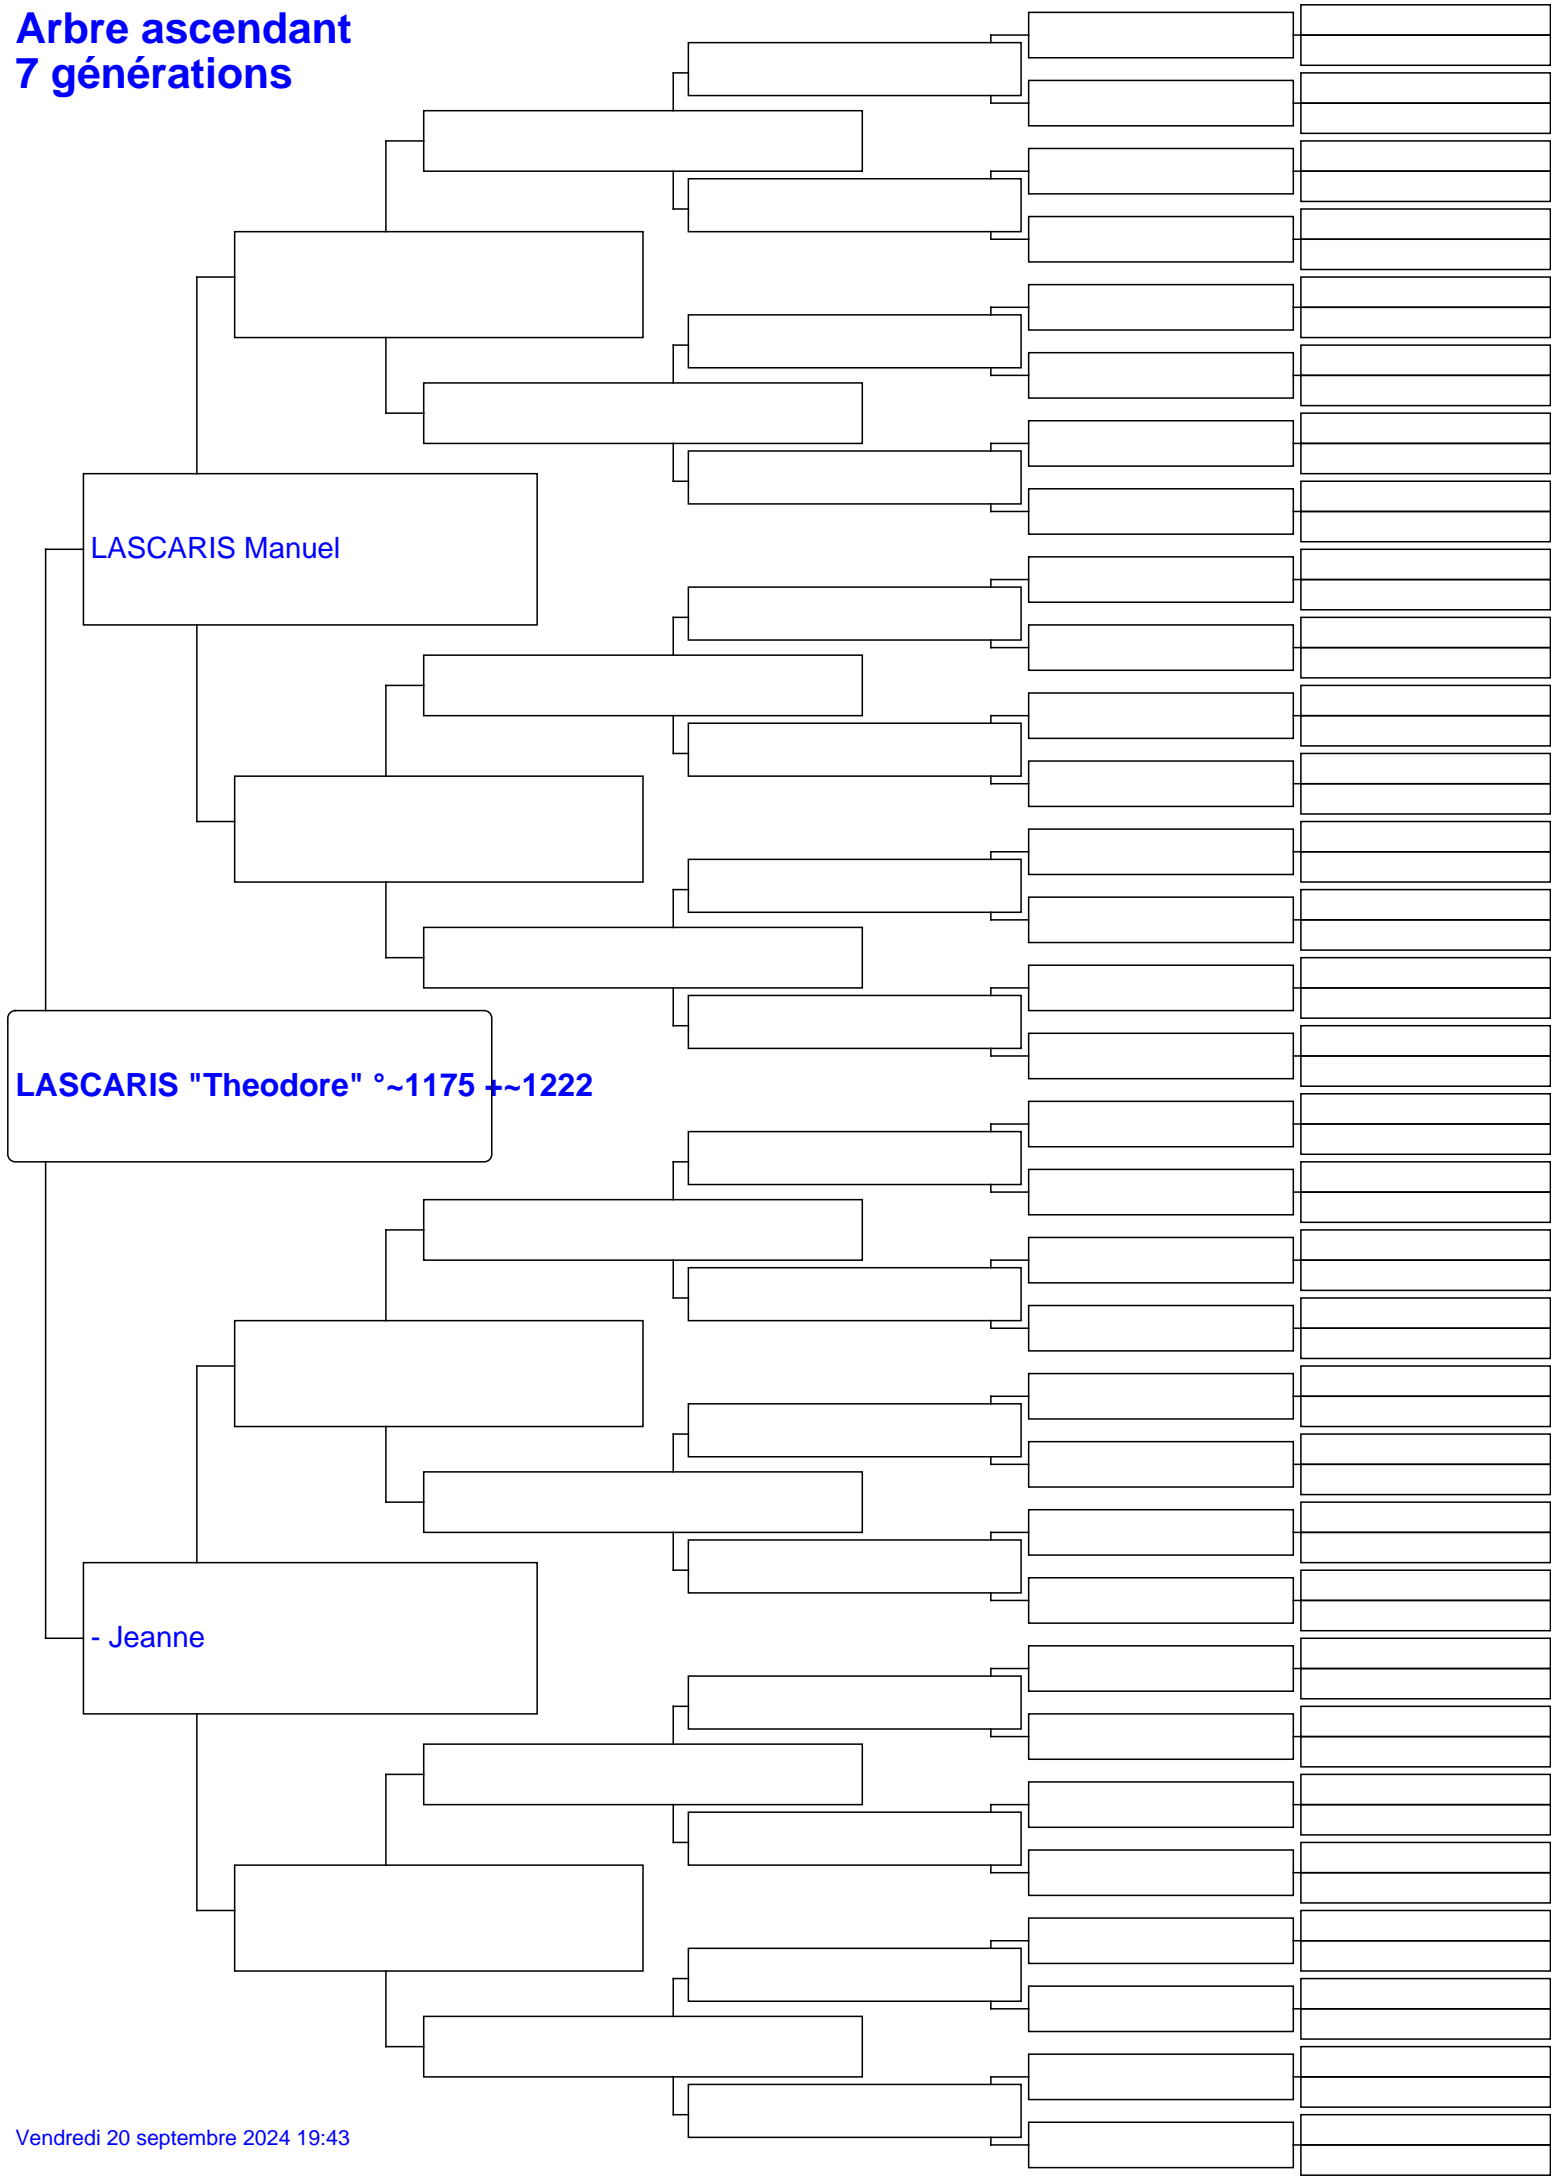 Arbre ascendant
7 générations
LASCARIS Manuel
LASCARIS "Theodore" °~1175 +~1222
- Jeanne
Vendredi 20 septembre 2024 19:43